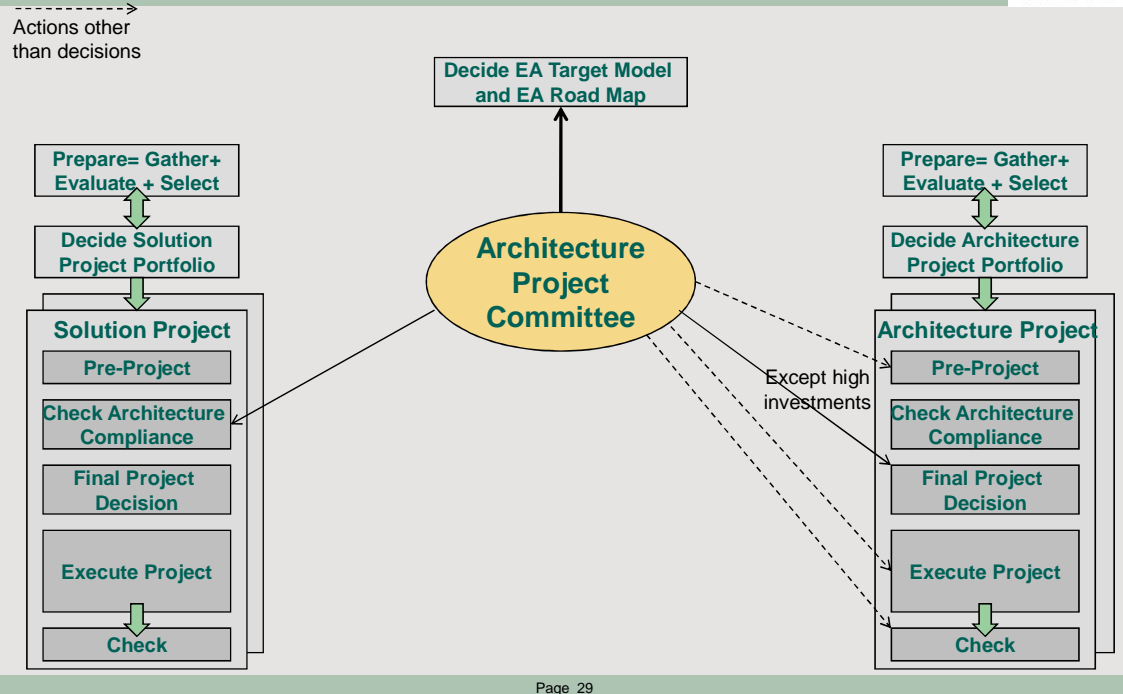 Actions other
than decisions
Decide EA Target Model
and EA Road Map
Prepare= Gather+
Evaluate + Select
Decide Solution
Project Portfolio
Solution Project
Pre-Project
Check Architecture
Compliance
Final Project
Decision
Execute Project
Check
Architecture
Project
Committee
Except high
investments
Prepare= Gather+
Evaluate + Select
Decide Architecture
Project Portfolio
Architecture Project
Pre-Project
Check Architecture
Compliance
Final Project
Decision
Execute Project
Check
Page 29